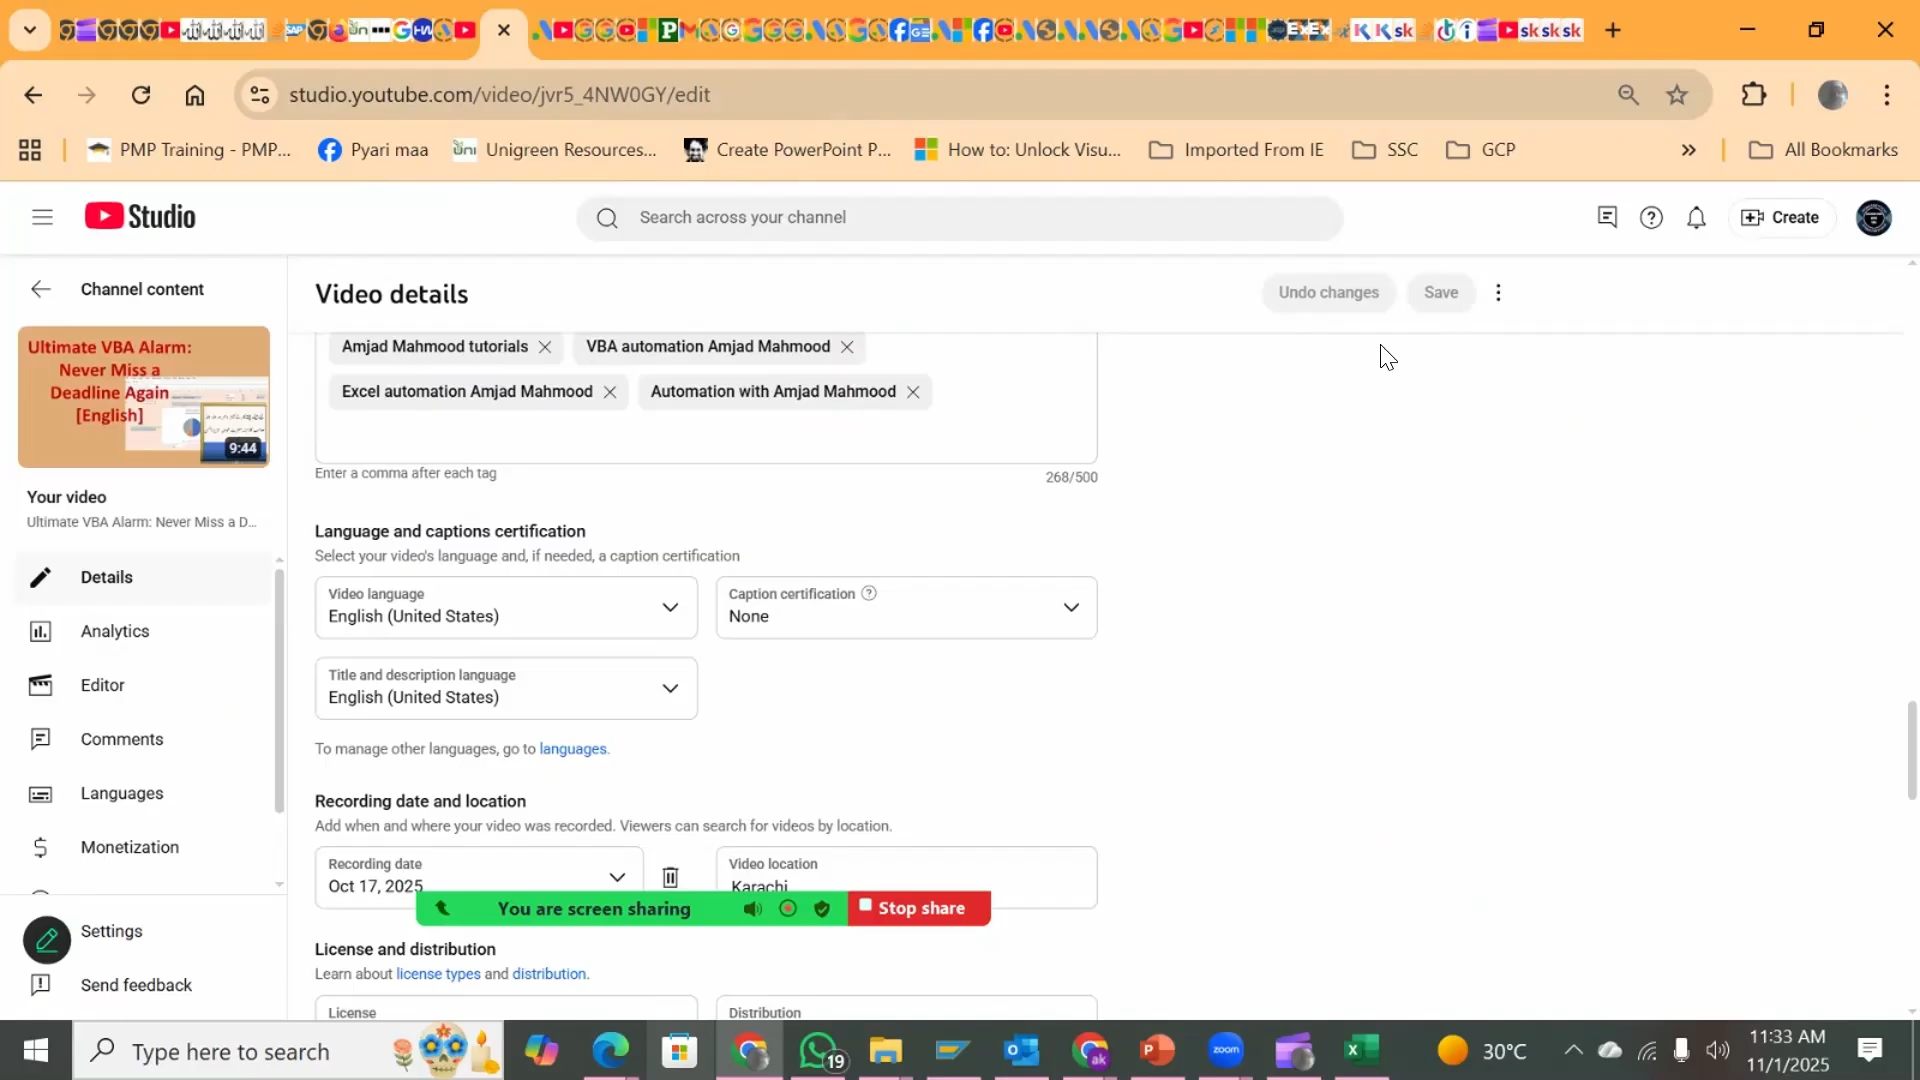 studio.youtube.com/video/jvr5_4NW0GY/edit
PMP Training - PMP...
Pyari maa
Unigreen Resources...
Create PowerPoint P...
How to: Unlock Visu...
Imported From IE
SSC
GCP
All Bookmarks
Studio
Search across your channel
Create
Channel content
Video details
Undo changes
Save
Ultimate VBA Alarm:
Never Miss a
Deadline Again
[English]
9:44
Your video
Ultimate VBA Alarm: Never Miss a D...
Details
Analytics
Editor
Comments
Languages
Monetization
Settings
Send feedback
Amjad Mahmood tutorials
VBA automation Amjad Mahmood
Excel automation Amjad Mahmood
Automation with Amjad Mahmood
Enter a comma after each tag
268/500
Language and captions certification
Select your video's language and, if needed, a caption certification
Video language
English (United States)
Caption certification
None
Title and description language
English (United States)
To manage other languages, go to languages.
Recording date and location
Add when and where your video was recorded. Viewers can search for videos by location.
Recording date
Oct 17, 2025
Video location
Karachi
You are screen sharing
Stop share
License and distribution
Learn about license types and distribution.
License
Distribution
Type here to search
19
zoom
30°C
11:33 AM
11/1/2025